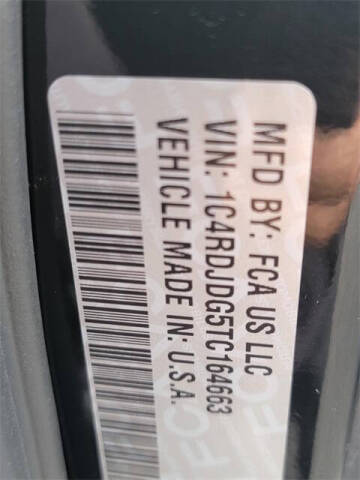 MFD BY: FCA US LLC
VIN: 1C4RDJDG5TC164663
VEHICLE MADE IN: U.S.A.